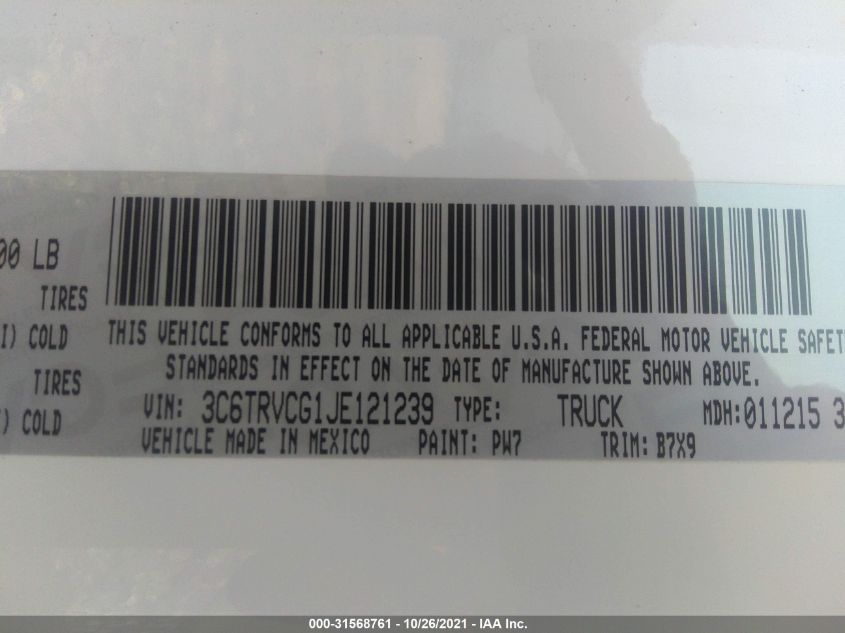 00 LB
TIRES
I) COLD
TIRES
) COLD
THIS VEHICLE CONFORMS TO ALL APPLICABLE U.S.A. FEDERAL MOTOR VEHICLE SAFET
STANDARDS IN EFFECT ON THE DATE OF MANUFACTURE SHOWN ABOVE.
VIN: 3C6TRVCG1JE121239 TYPE: TRUCK MDH:011215 3
VEHICLE MADE IN MEXICO PAINT: PW7 TRIM: B7X9
000-31568761 - 10/26/2021 - IAA Inc.